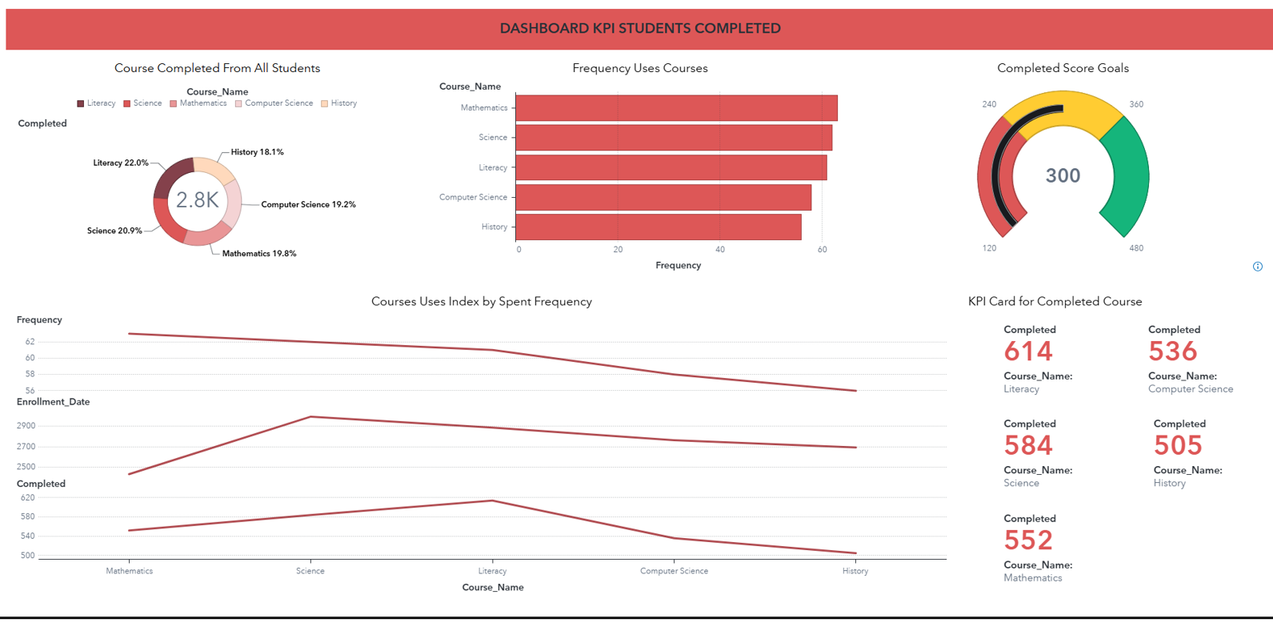 DASHBOARD KPI STUDENTS COMPLETED
Course Completed From All Students
Course_Name
Literacy Science Mathematics Computer Science History
Completed
History 18.1%
Literacy 22.0%
2.8K
Computer Science 19.2%
Science 20.9%
Mathematics 19.8%
Frequency Uses Courses
Course_Name
Mathematics
Science
Literacy
Computer Science
History
0 20 40 60
Frequency
Completed Score Goals
240 360
300
120 480
Courses Uses Index by Spent Frequency
Frequency
62
60
58
56
Enrollment_Date
2900
2700
2500
Completed
620
580
540
500
Mathematics Science Literacy Computer Science History
Course_Name
KPI Card for Completed Course
Completed
614
Course_Name:
Literacy
Completed
536
Course_Name:
Computer Science
Completed
584
Course_Name:
Science
Completed
505
Course_Name:
History
Completed
552
Course_Name:
Mathematics